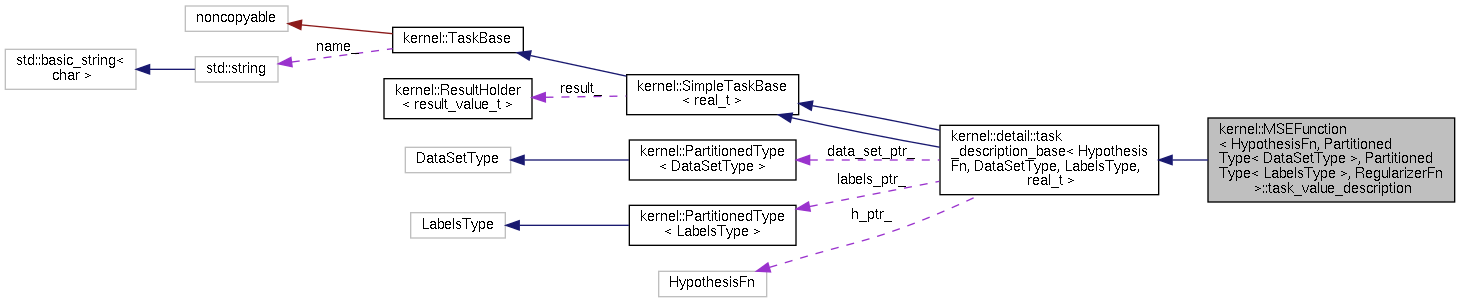 noncopyable
std::basic_string<
char >
std::string
name_
kernel::TaskBase
kernel::ResultHolder
< result_value_t >
result_
kernel::SimpleTaskBase
< real_t >
DataSetType
kernel::PartitionedType
< DataSetType >
data_set_ptr_
LabelsType
kernel::PartitionedType
< LabelsType >
labels_ptr_
HypothesisFn
h_ptr_
kernel::detail::task
_description_base< Hypothesis
Fn, DataSetType, LabelsType,
real_t >
kernel::MSEFunction
< HypothesisFn, Partitioned
Type< DataSetType >, Partitioned
Type< LabelsType >, RegularizerFn
>::task_value_description